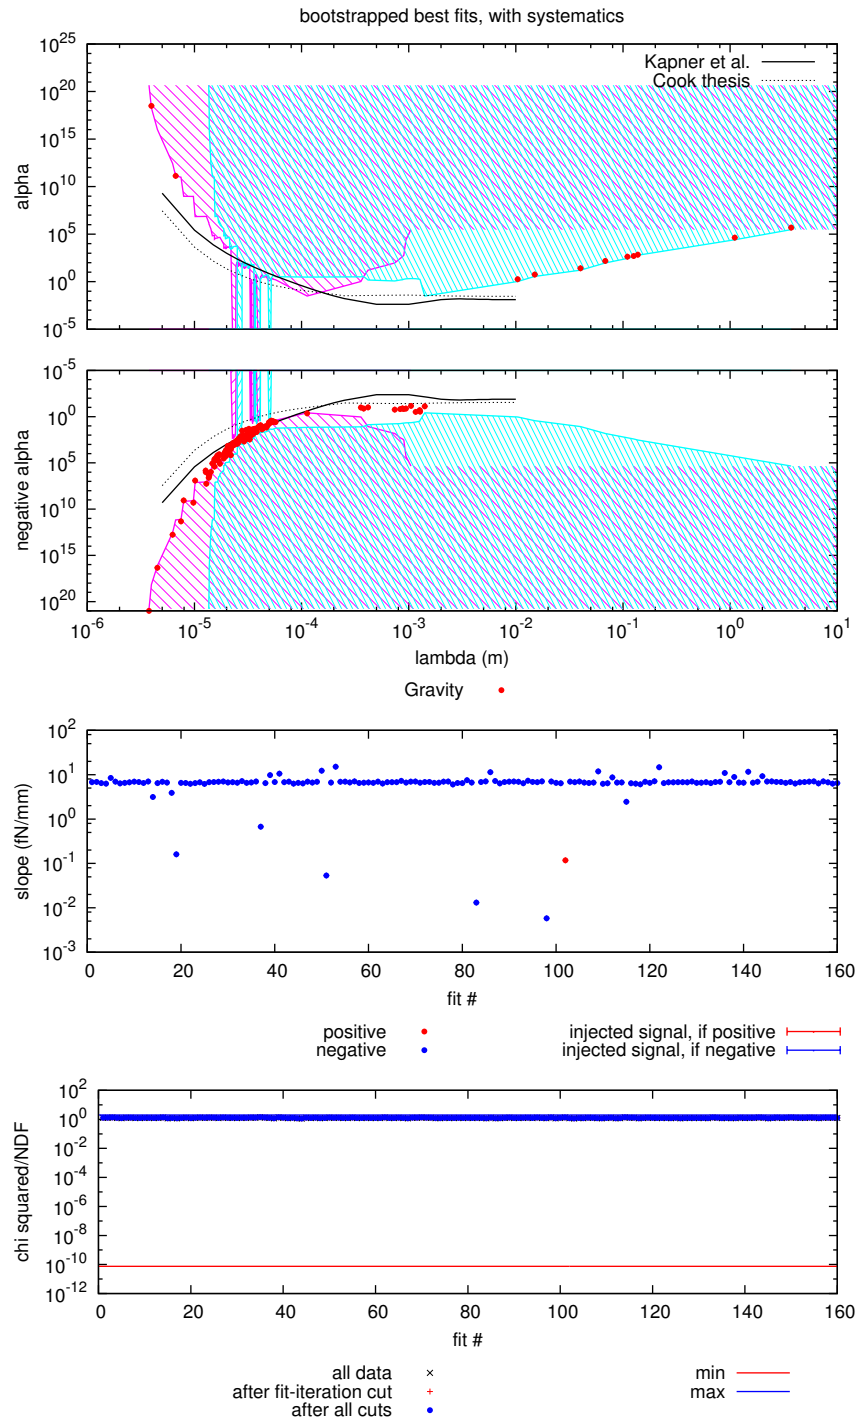 bootstrapped best fits, with systematics
10^25
10^20
10^15
10^10
10^5
10^0
10^-5
alpha
Kapner et al.
Cook thesis
10^-5
10^0
10^5
10^10
10^15
10^20
negative alpha
10^-6 10^-5 10^-4 10^-3 10^-2 10^-1 10^0 10^1
lambda (m)
Gravity
10^2
10^1
10^0
10^-1
10^-2
10^-3
slope (fN/mm)
0 20 40 60 80 100 120 140 160
fit #
positive injected signal, if positive
negative injected signal, if negative
10^2
10^0
10^-2
10^-4
10^-6
10^-8
10^-10
10^-12
chi squared/NDF
0 20 40 60 80 100 120 140 160
fit #
all data min
after fit-iteration cut max
after all cuts